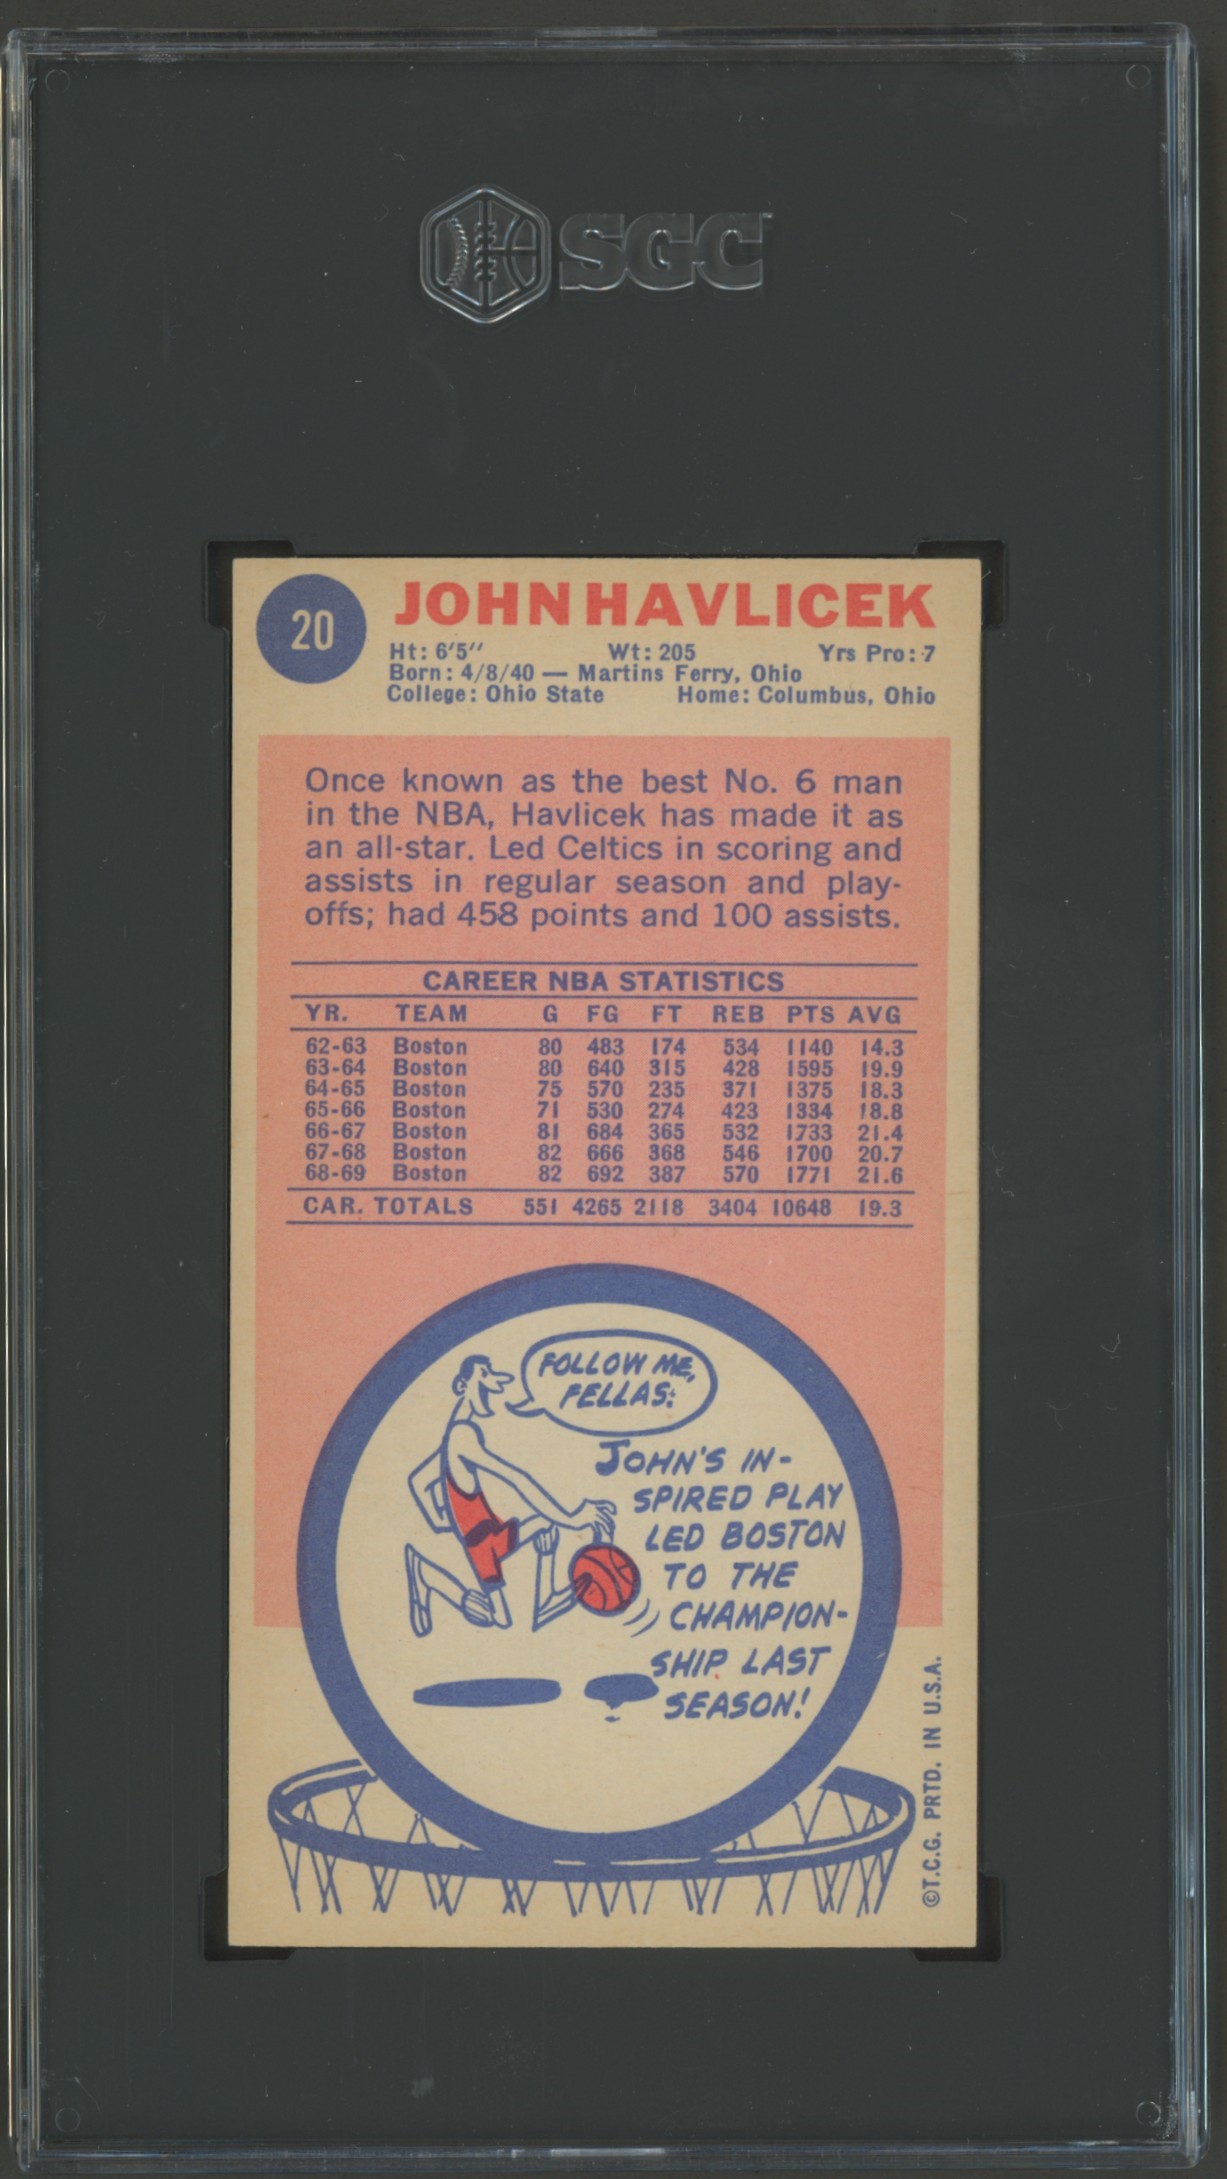 SGC
20
JOHN HAVLICEK
Ht: 6'5" Wt: 205 Yrs Pro: 7
Born: 4/8/40 — Martins Ferry, Ohio
College: Ohio State Home: Columbus, Ohio
Once known as the best No. 6 man
in the NBA, Havlicek has made it as
an all-star. Led Celtics in scoring and
assists in regular season and play-
offs; had 458 points and 100 assists.
CAREER NBA STATISTICS
YR. TEAM G FG FT REB PTS AVG
62-63 Boston 80 483 174 534 1140 14.3
63-64 Boston 80 640 315 428 1595 19.9
64-65 Boston 75 570 235 371 1375 18.3
65-66 Boston 71 530 274 423 1334 18.8
66-67 Boston 81 684 365 532 1733 21.4
67-68 Boston 82 666 368 546 1700 20.7
68-69 Boston 82 692 387 570 1771 21.6
CAR. TOTALS 551 4265 2118 3404 10648 19.3
FOLLOW ME,
FELLAS!
JOHN'S IN-
SPIRED PLAY
LED BOSTON
TO THE
CHAMPION-
SHIP LAST
SEASON!
©T.C.G. PRTD. IN U.S.A.